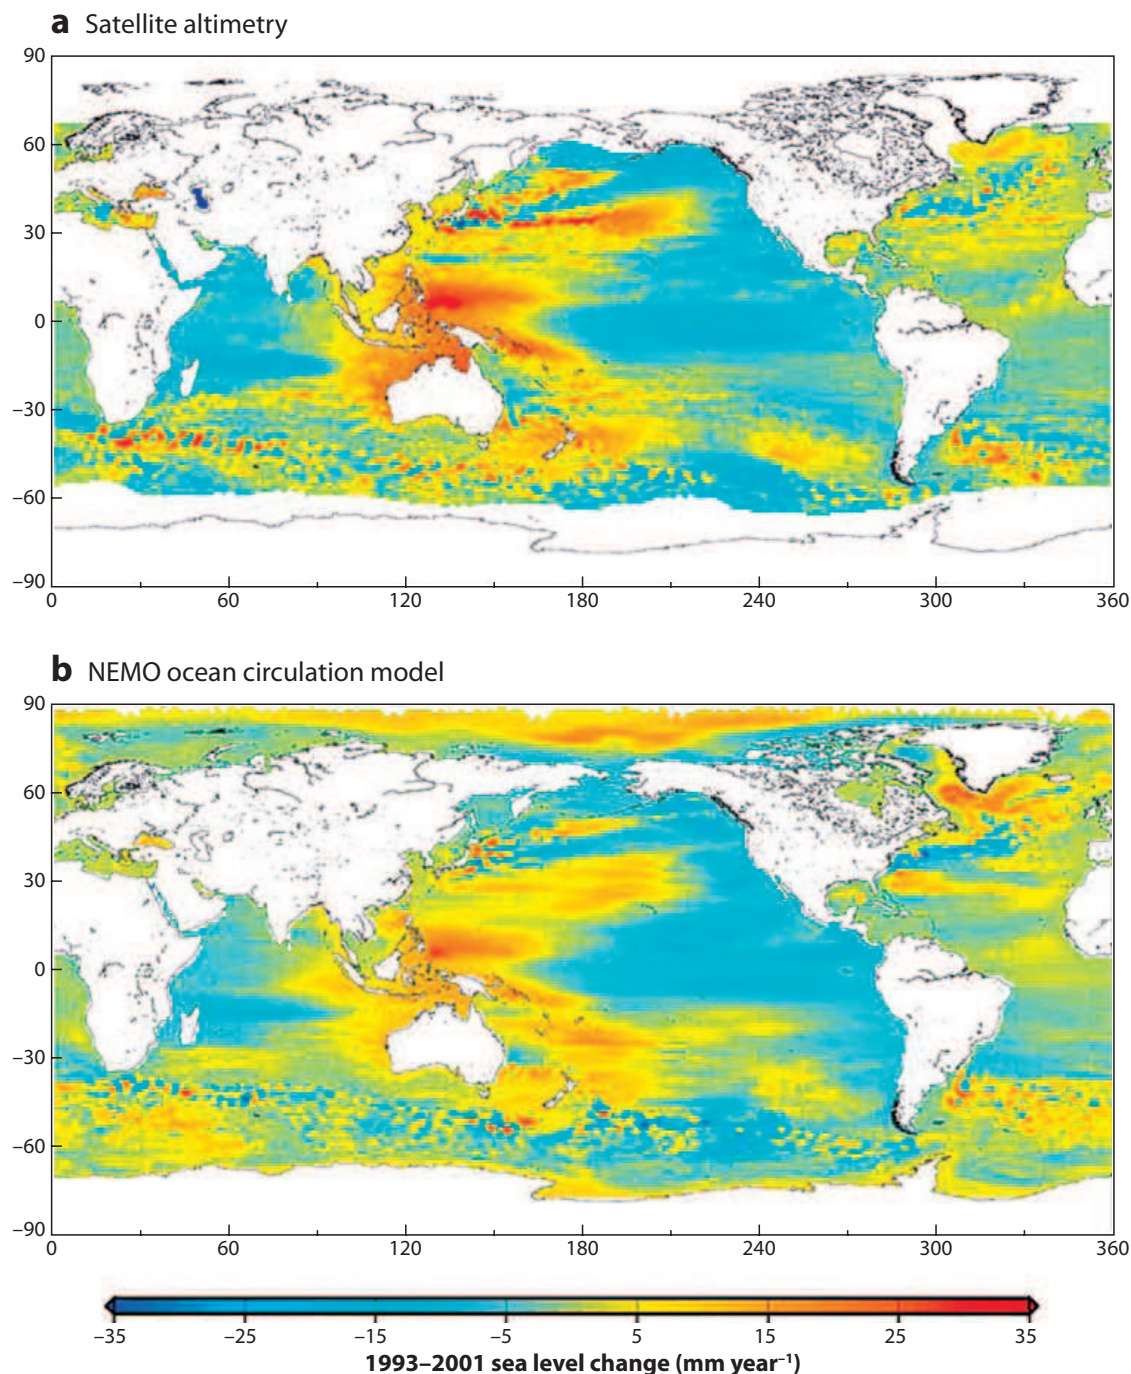 a Satellite altimetry
90
60
30
0
−30
−60
−90
0 60 120 180 240 300 360
b NEMO ocean circulation model
90
60
30
0
−30
−60
−90
0 60 120 180 240 300 360
−35 −25 −15 −5 5 15 25 35
1993–2001 sea level change (mm year⁻¹)